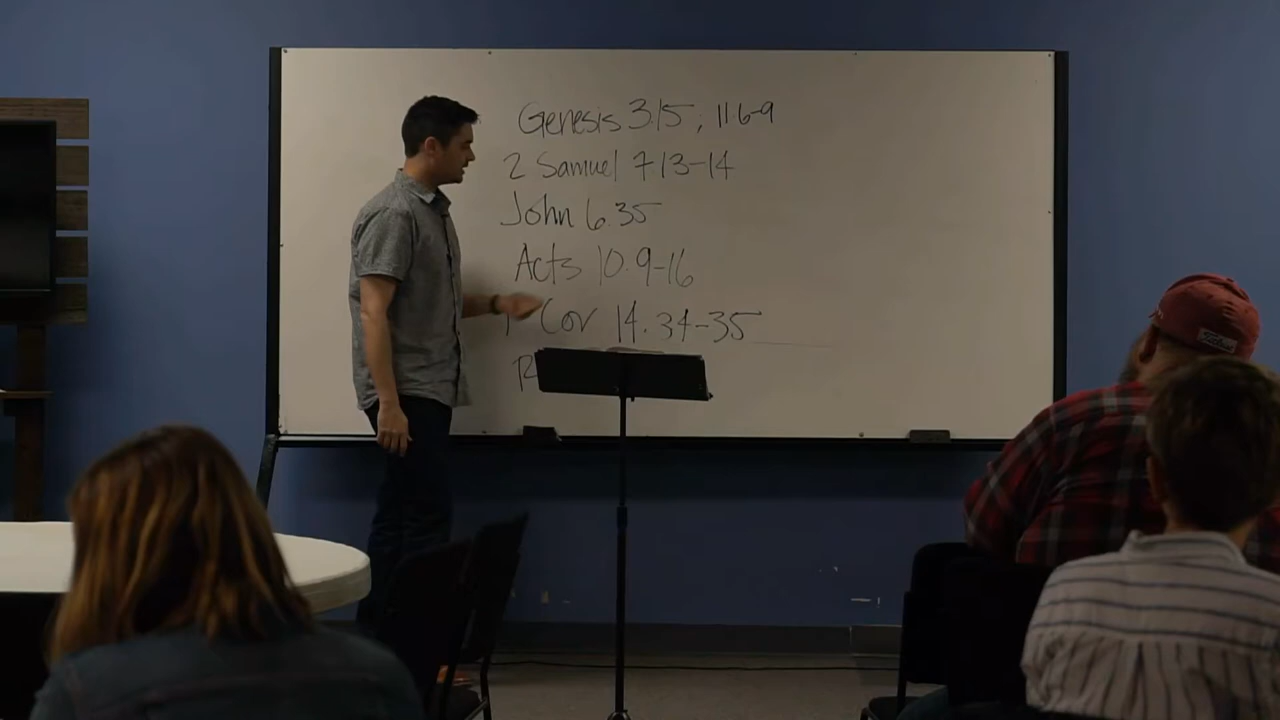 Genesis 3.15, 11.6-9
2 Samuel 7.13-14
John 6.35
Acts 10.9-16
1 Cor 14.34-35
Titleist